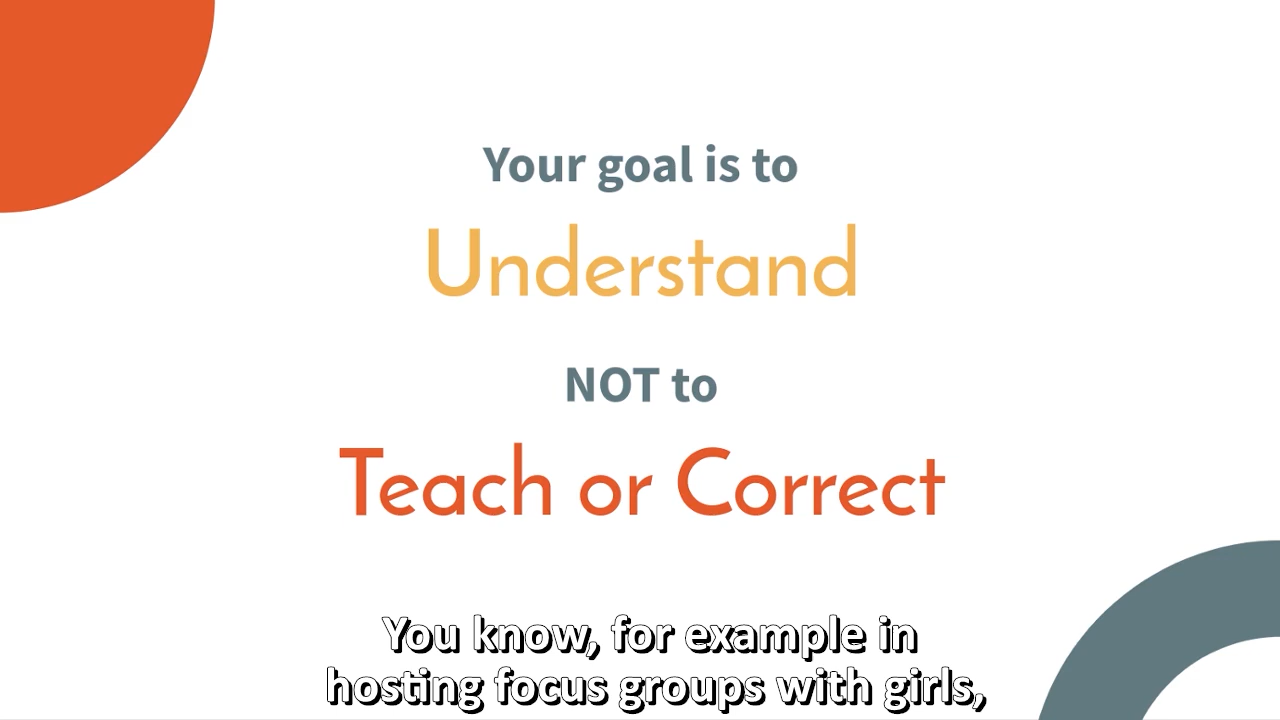 Your goal is to
Understand
NOT to
Teach or Correct
You know, for example in
hosting focus groups with girls,